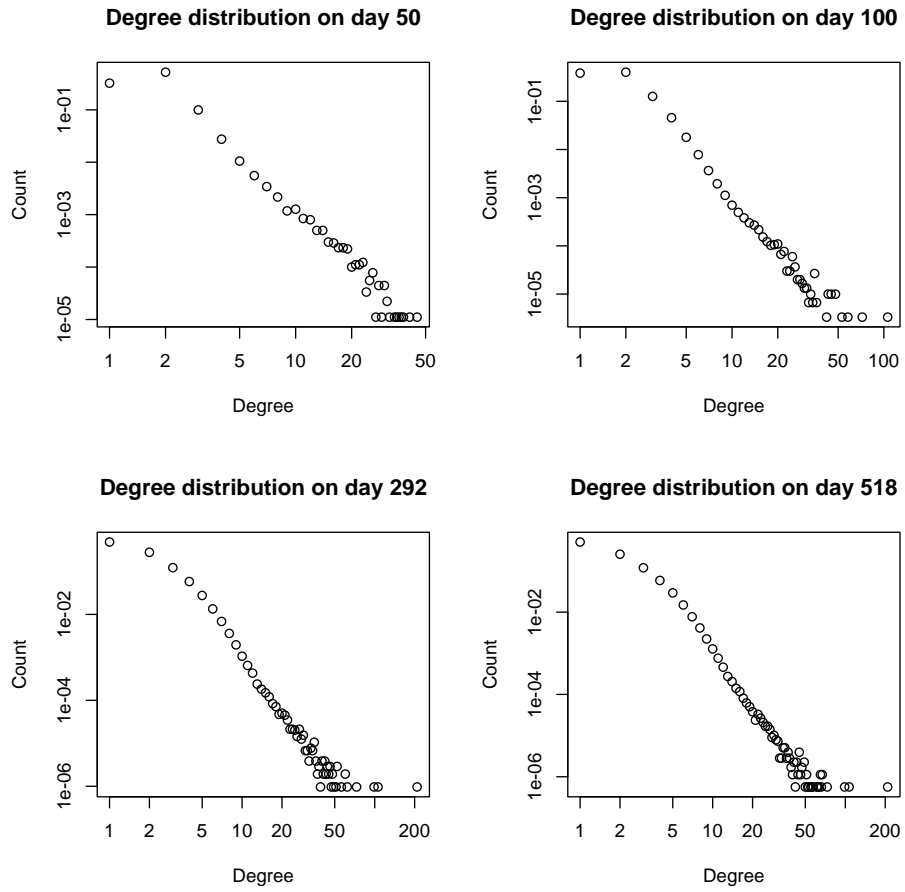 Degree distribution on day 50
Count
1e-05
1e-03
1e-01
1 2 5 10 20 50
Degree
Degree distribution on day 100
Count
1e-05
1e-03
1e-01
1 2 5 10 20 50 100
Degree
Degree distribution on day 292
Count
1e-06
1e-04
1e-02
1 2 5 10 20 50 200
Degree
Degree distribution on day 518
Count
1e-06
1e-04
1e-02
1 2 5 10 20 50 200
Degree